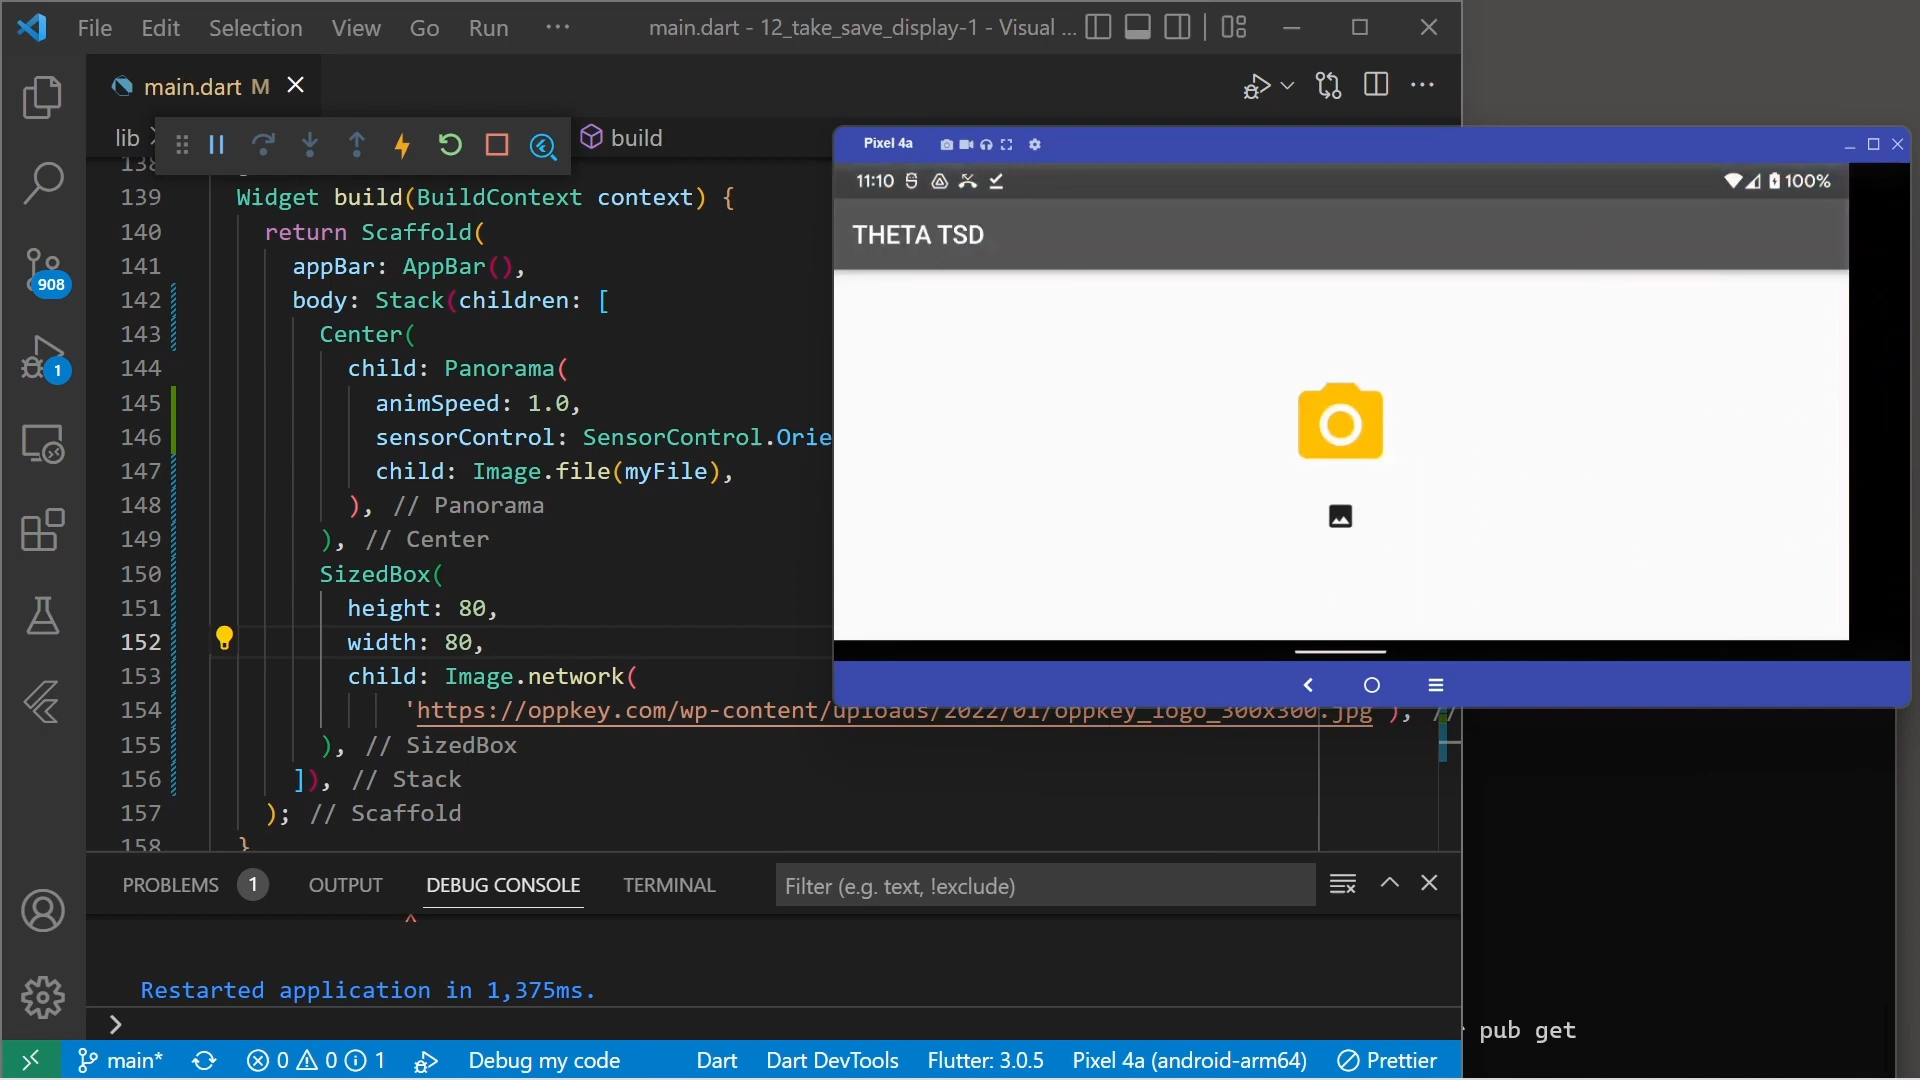 File Edit Selection View Go Run ··· main.dart - 12_take_save_display-1 - Visual ...
main.dart M
lib build
Pixel 4a
11:10 100%
THETA TSD
138
139 Widget build(BuildContext context) {
140 return Scaffold(
141 appBar: AppBar(),
142 body: Stack(children: [
143 Center(
144 child: Panorama(
145 animSpeed: 1.0,
146 sensorControl: SensorControl.Orie
147 child: Image.file(myFile),
148 ), // Panorama
149 ), // Center
150 SizedBox(
151 height: 80,
152 width: 80,
153 child: Image.network(
154 'https://oppkey.com/wp-content/uploads/2022/01/oppkey_logo_300x300.jpg'), //
155 ), // SizedBox
156 ]), // Stack
157 ); // Scaffold
158 }
908
1
PROBLEMS 1 OUTPUT DEBUG CONSOLE TERMINAL Filter (e.g. text, !exclude)
^
Restarted application in 1,375ms.
>
pub get
main* 0 0 1 Debug my code Dart Dart DevTools Flutter: 3.0.5 Pixel 4a (android-arm64) Prettier